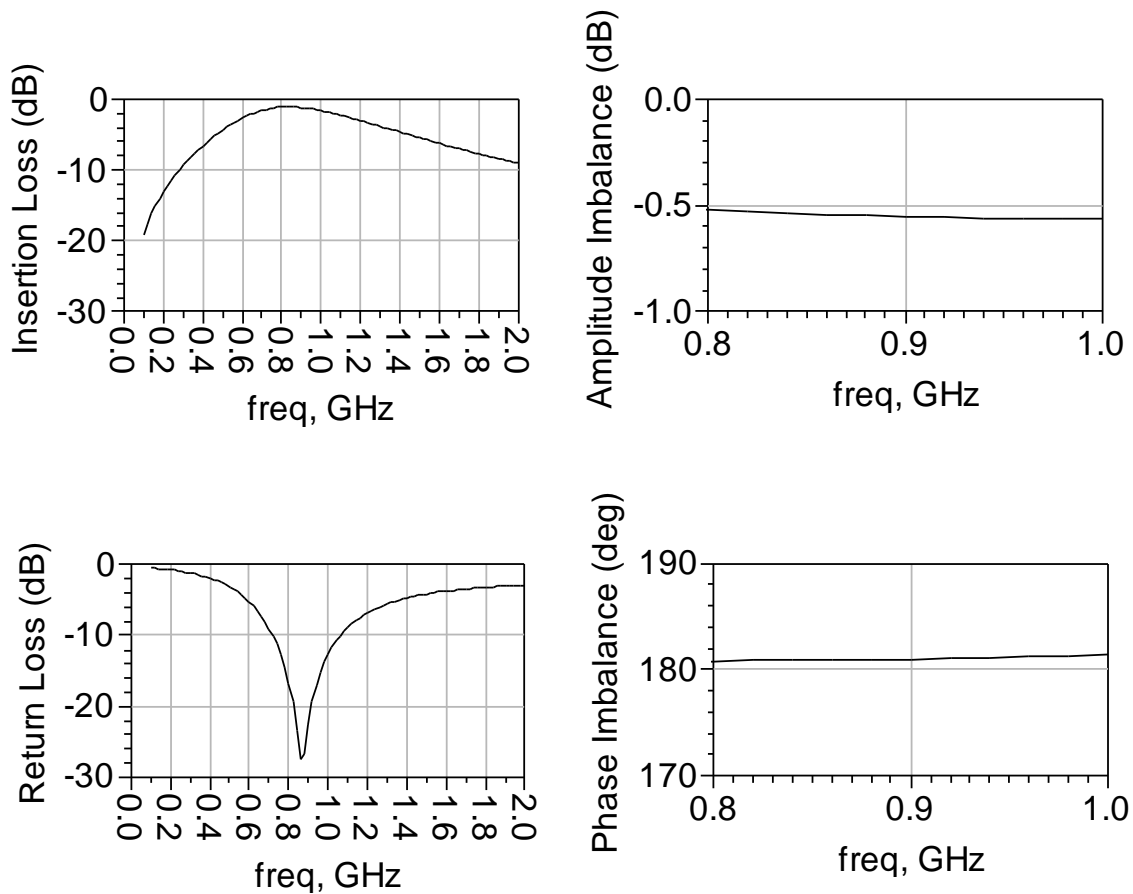 Insertion Loss (dB)
0
-10
-20
-30
0.0 0.2 0.4 0.6 0.8 1.0 1.2 1.4 1.6 1.8 2.0
freq, GHz
Amplitude Imbalance (dB)
0.0
-0.5
-1.0
0.8 0.9 1.0
freq, GHz
Return Loss (dB)
0
-10
-20
-30
0.0 0.2 0.4 0.6 0.8 1.0 1.2 1.4 1.6 1.8 2.0
freq, GHz
Phase Imbalance (deg)
190
180
170
0.8 0.9 1.0
freq, GHz